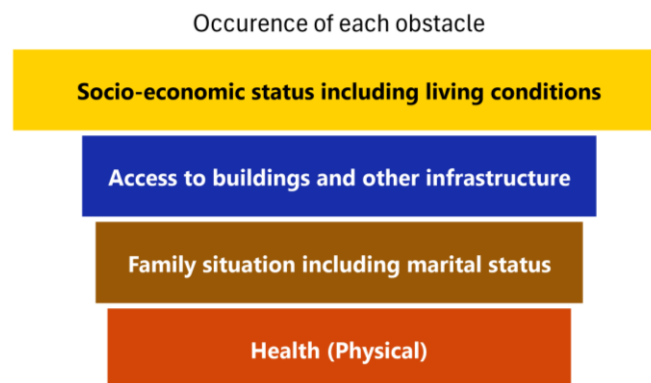 Occurence of each obstacle
Socio-economic status including living conditions
Access to buildings and other infrastructure
Family situation including marital status
Health (Physical)